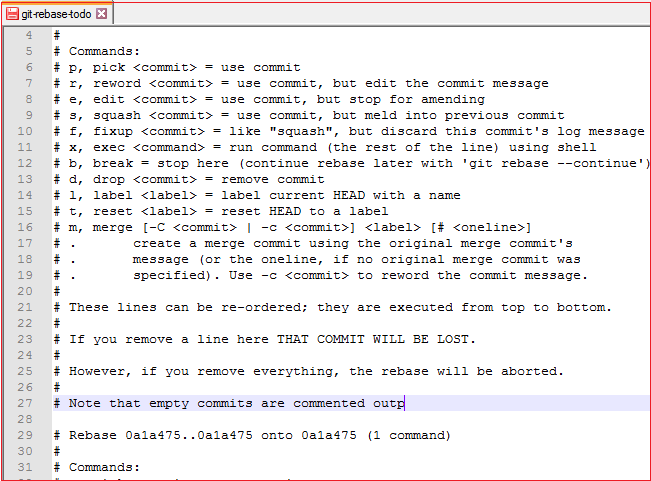 git-rebase-todo
4 #
5 # Commands:
6 # p, pick <commit> = use commit
7 # r, reword <commit> = use commit, but edit the commit message
8 # e, edit <commit> = use commit, but stop for amending
9 # s, squash <commit> = use commit, but meld into previous commit
10 # f, fixup <commit> = like "squash", but discard this commit's log message
11 # x, exec <command> = run command (the rest of the line) using shell
12 # b, break = stop here (continue rebase later with 'git rebase --continue')
13 # d, drop <commit> = remove commit
14 # l, label <label> = label current HEAD with a name
15 # t, reset <label> = reset HEAD to a label
16 # m, merge [-C <commit> | -c <commit>] <label> [# <oneline>]
17 # .       create a merge commit using the original merge commit's
18 # .       message (or the oneline, if no original merge commit was
19 # .       specified). Use -c <commit> to reword the commit message.
20 #
21 # These lines can be re-ordered; they are executed from top to bottom.
22 #
23 # If you remove a line here THAT COMMIT WILL BE LOST.
24 #
25 # However, if you remove everything, the rebase will be aborted.
26 #
27 # Note that empty commits are commented outp
28
29 # Rebase 0a1a475..0a1a475 onto 0a1a475 (1 command)
30 #
31 # Commands: